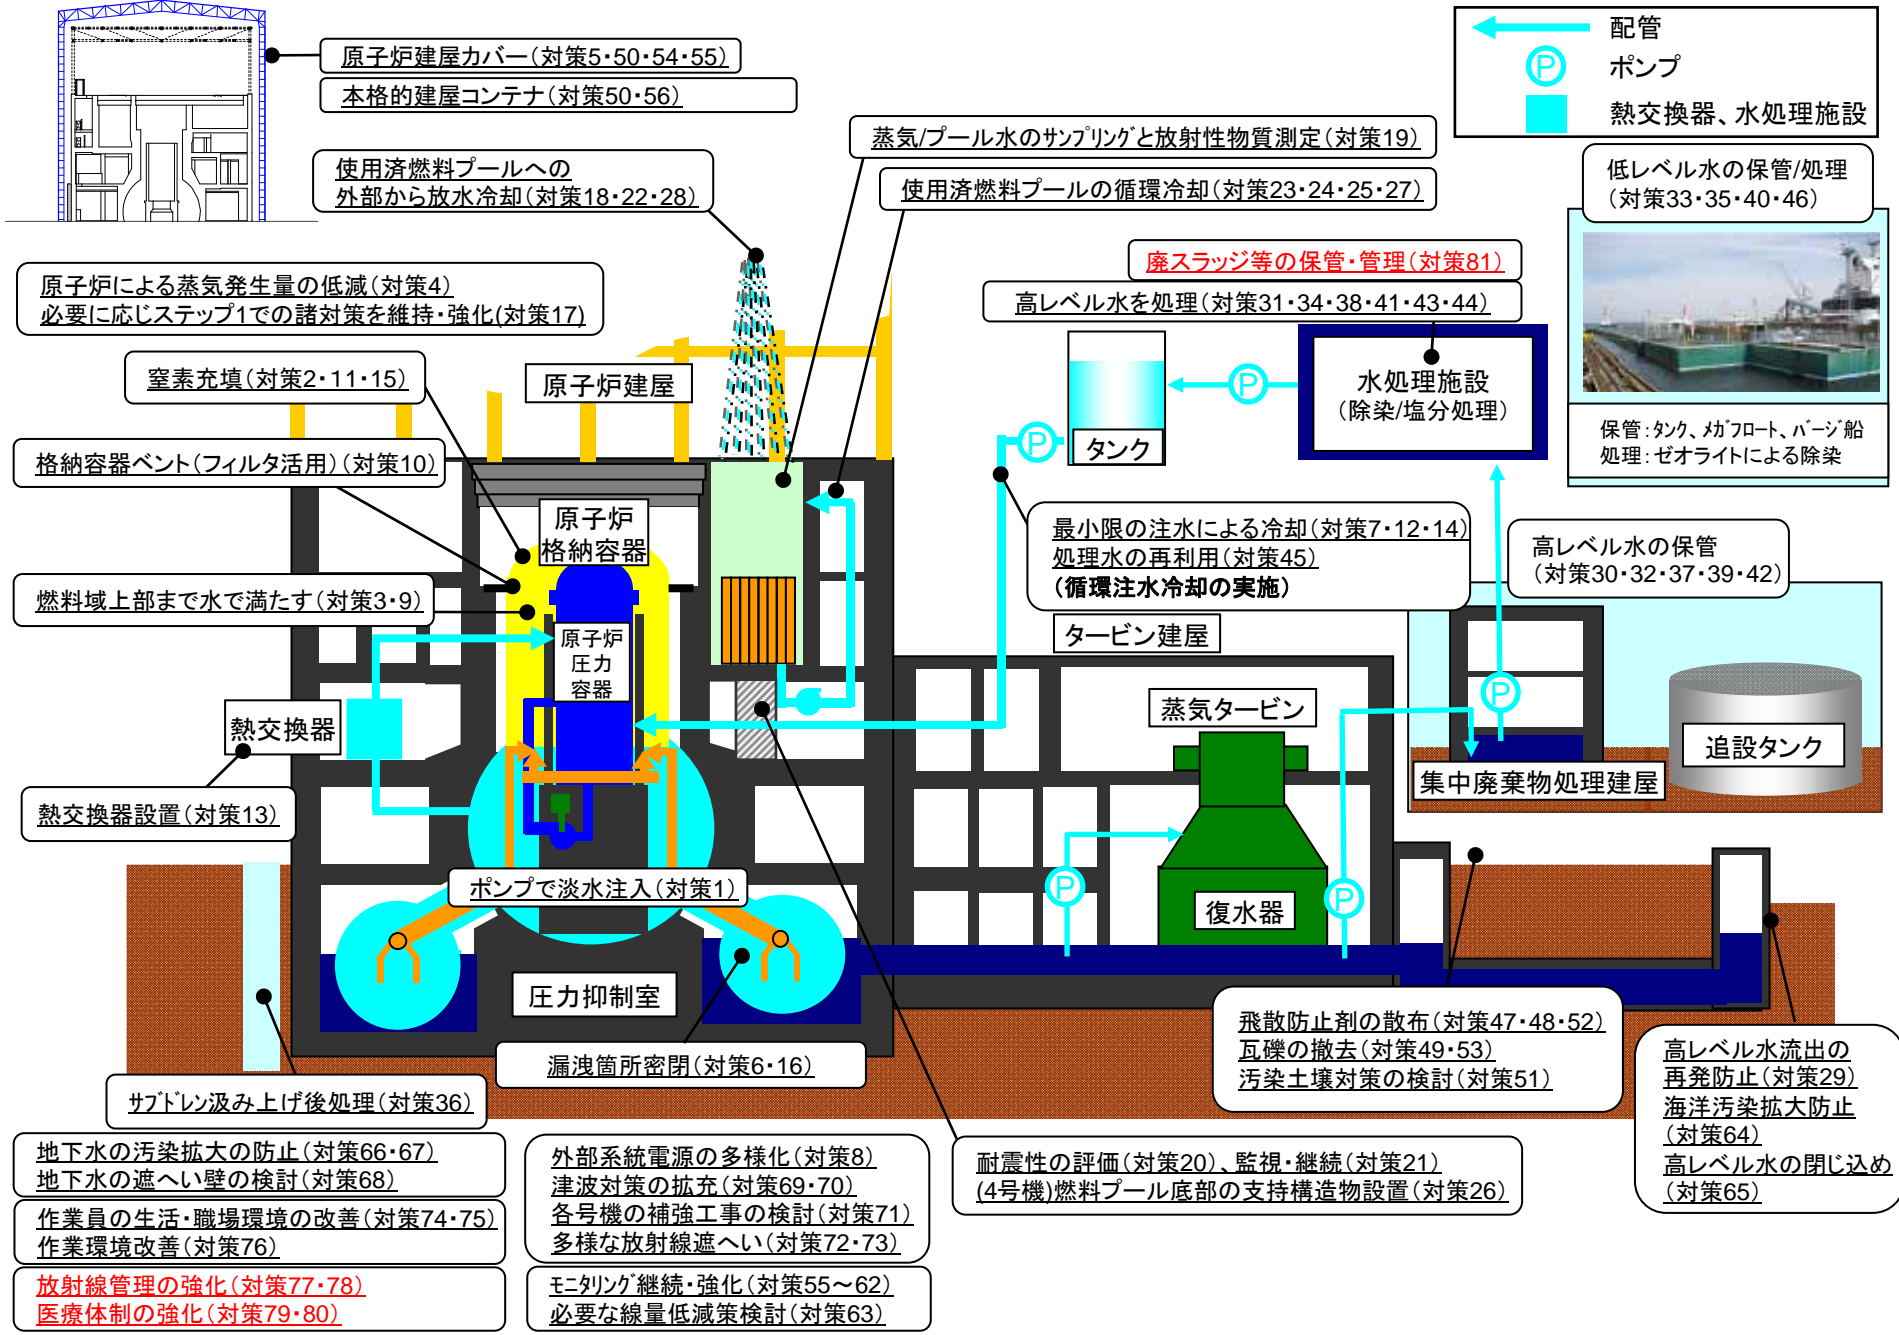 原子炉建屋カバー(対策5・50・54・55)
本格的建屋コンテナ(対策50・56)
配管
P
ポンプ
熱交換器、水処理施設
蒸気/プール水のサンプリングと放射性物質測定(対策19)
使用済燃料プールへの
外部から放水冷却(対策18・22・28)
使用済燃料プールの循環冷却(対策23・24・25・27)
低レベル水の保管/処理
(対策33・35・40・46)
廃スラッジ等の保管・管理(対策81)
高レベル水を処理(対策31・34・38・41・43・44)
原子炉による蒸気発生量の低減(対策4)
必要に応じステップ1での諸対策を維持・強化(対策17)
窒素充填(対策2・11・15)
原子炉建屋
P
水処理施設
(除染/塩分処理)
P
タンク
保管:タンク、メガフロート、バージ船
処理:ゼオライトによる除染
格納容器ベント(フィルタ活用)(対策10)
原子炉
格納容器
最小限の注水による冷却(対策7・12・14)
処理水の再利用(対策45)
(循環注水冷却の実施)
高レベル水の保管
(対策30・32・37・39・42)
燃料域上部まで水で満たす(対策3・9)
原子炉
圧力
容器
タービン建屋
熱交換器
蒸気タービン
P
追設タンク
集中廃棄物処理建屋
熱交換器設置(対策13)
ポンプで淡水注入(対策1)
P
P
復水器
圧力抑制室
漏洩箇所密閉(対策6・16)
飛散防止剤の散布(対策47・48・52)
瓦礫の撤去(対策49・53)
汚染土壌対策の検討(対策51)
高レベル水流出の
再発防止(対策29)
海洋汚染拡大防止
(対策64)
高レベル水の閉じ込め
(対策65)
サブドレン汲み上げ後処理(対策36)
地下水の汚染拡大の防止(対策66・67)
地下水の遮へい壁の検討(対策68)
作業員の生活・職場環境の改善(対策74・75)
作業環境改善(対策76)
放射線管理の強化(対策77・78)
医療体制の強化(対策79・80)
外部系統電源の多様化(対策8)
津波対策の拡充(対策69・70)
各号機の補強工事の検討(対策71)
多様な放射線遮へい(対策72・73)
モニタリング継続・強化(対策55～62)
必要な線量低減策検討(対策63)
耐震性の評価(対策20)、監視・継続(対策21)
(4号機)燃料プール底部の支持構造物設置(対策26)